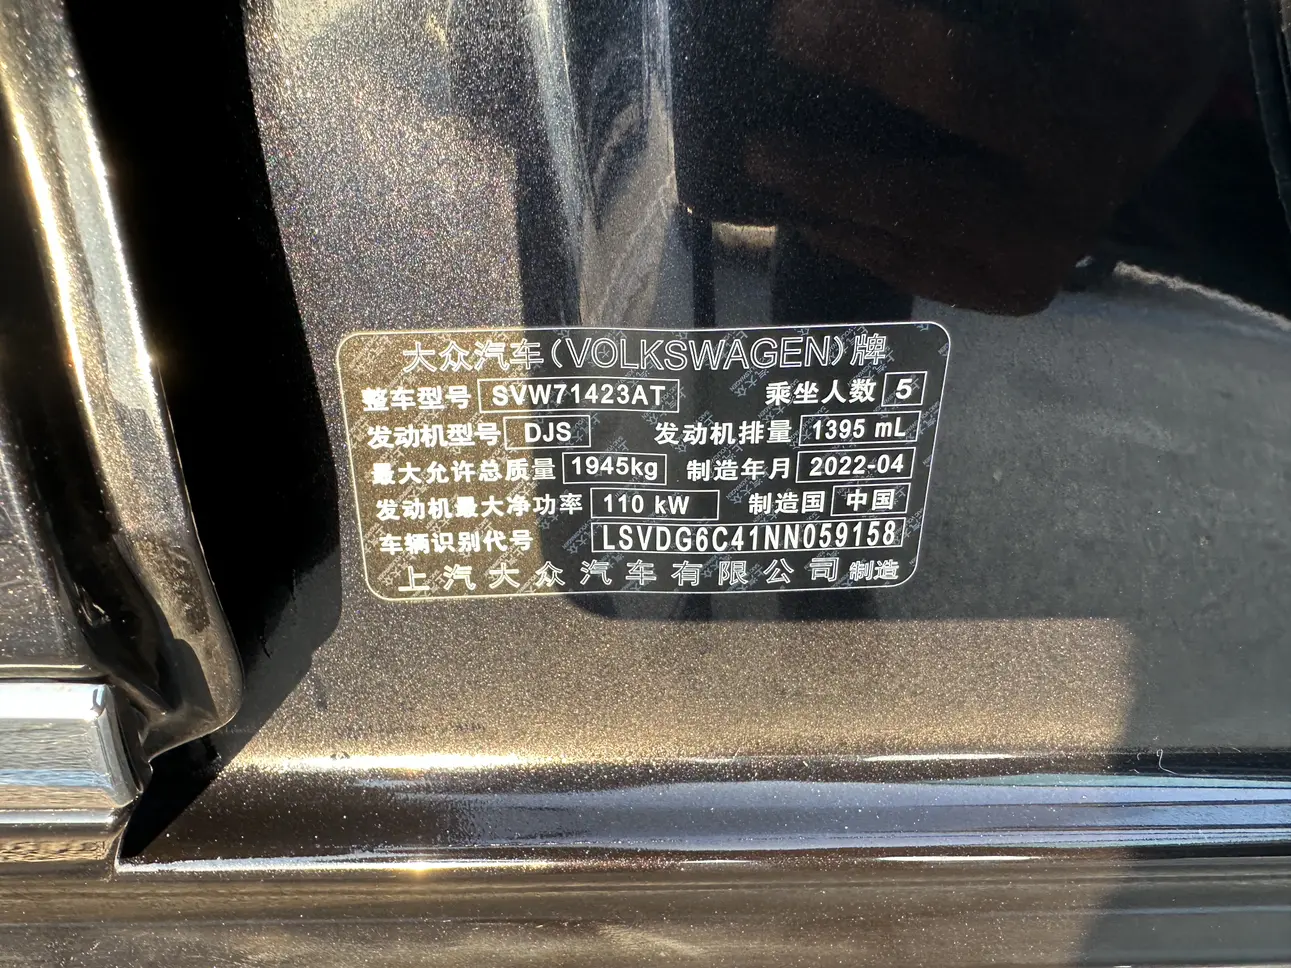 大众汽车(VOLKSWAGEN)牌
整车型号 SVW71423AT 乘坐人数 5
发动机型号 DJS 发动机排量 1395 mL
最大允许总质量 1945kg 制造年月 2022-04
发动机最大净功率 110 kW 制造国 中国
车辆识别代号 LSVDG6C41NN059158
上汽大众汽车有限公司 制造